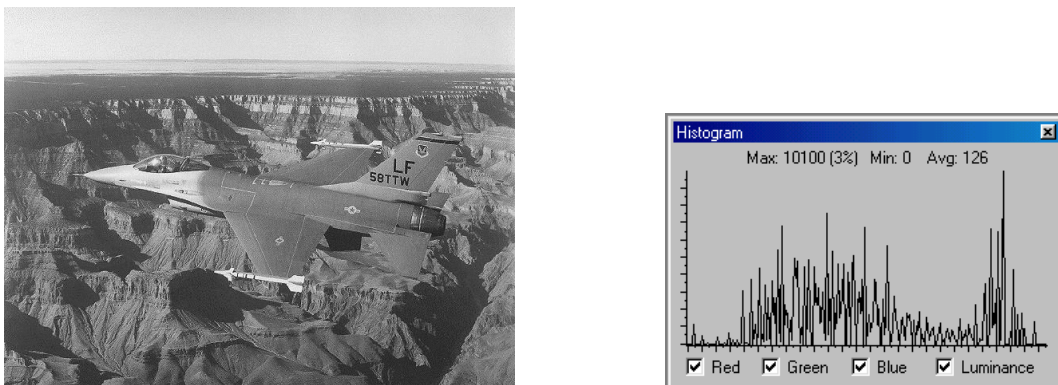 LF
58TTW
Histogram
Max: 10100 (3%) Min: 0 Avg: 126
Red Green Blue Luminance